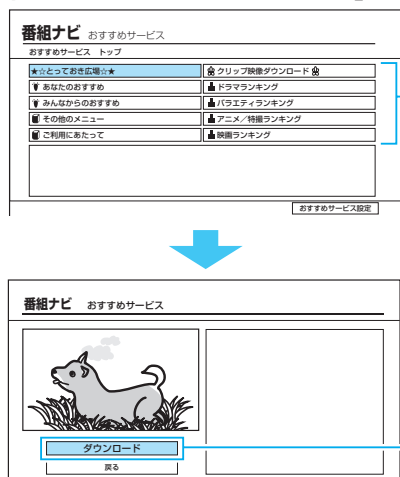 番組ナビ おすすめサービス
おすすめサービス トップ
★☆とっておき広場☆★
クリップ映像ダウンロード
あなたのおすすめ
ドラマランキング
みんなからのおすすめ
バラエティランキング
その他のメニュー
アニメ／特撮ランキング
ご利用にあたって
映画ランキング
おすすめサービス設定
番組ナビ おすすめサービス
ダウンロード
戻る